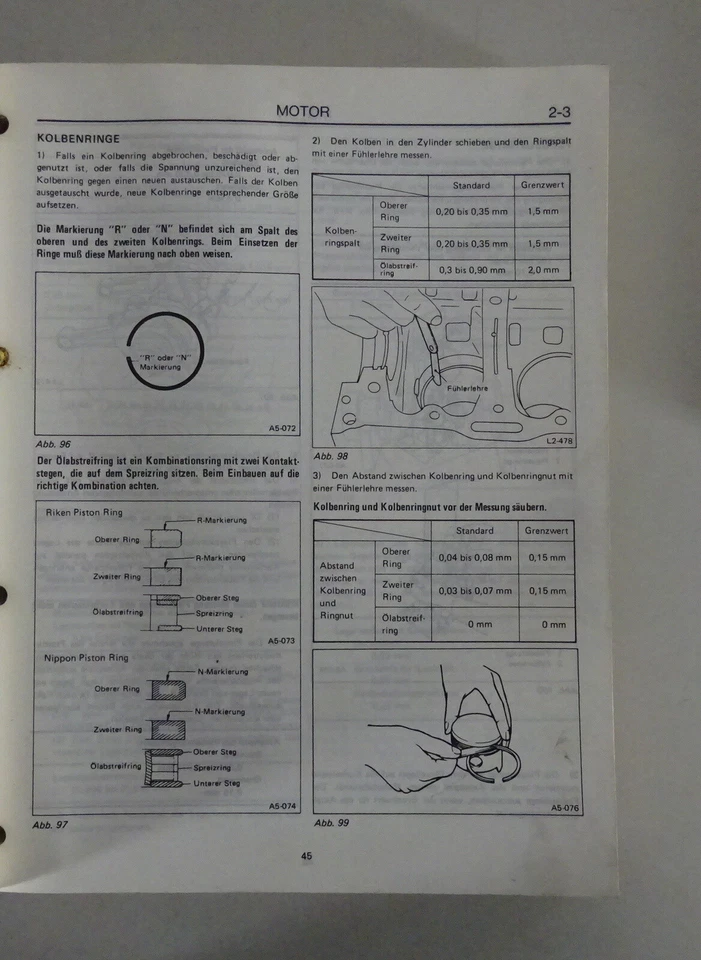 MOTOR
2-3
KOLBENRINGE
1) Falls ein Kolbenring abgebrochen, beschädigt oder ab-
genutzt ist, oder falls die Spannung unzureichend ist, den
Kolbenring gegen einen neuen austauschen. Falls der Kolben
ausgetauscht wurde, neue Kolbenringe entsprechender Größe
aufsetzen.
Die Markierung "R" oder "N" befindet sich am Spalt des
oberen und des zweiten Kolbenrings. Beim Einsetzen der
Ringe muß diese Markierung nach oben weisen.
"R" oder "N"
Markierung
A5-072
Abb. 96
Der Ölabstreifring ist ein Kombinationsring mit zwei Kontakt-
stegen, die auf dem Spreizring sitzen. Beim Einbauen auf die
richtige Kombination achten.
Riken Piston Ring
R-Markierung
Oberer Ring
R-Markierung
Zweiter Ring
Oberer Steg
Ölabstreifring
Spreizring
Unterer Steg
A5-073
Nippon Piston Ring
N-Markierung
Oberer Ring
N-Markierung
Zweiter Ring
Oberer Steg
Ölabstreifring
Spreizring
Unterer Steg
A5-074
Abb. 97
2) Den Kolben in den Zylinder schieben und den Ringspalt
mit einer Fühlerlehre messen.
Standard
Grenzwert
Kolben-
ringspalt
Oberer
Ring
0,20 bis 0,35 mm
1,5 mm
Zweiter
Ring
0,20 bis 0,35 mm
1,5 mm
Ölabstreif-
ring
0,3 bis 0,90 mm
2,0 mm
Fühlerlehre
L2-478
Abb. 98
3) Den Abstand zwischen Kolbenring und Kolbenringnut mit
einer Fühlerlehre messen.
Kolbenring und Kolbenringnut vor der Messung säubern.
Standard
Grenzwert
Abstand
zwischen
Kolbenring
und
Ringnut
Oberer
Ring
0,04 bis 0,08 mm
0,15 mm
Zweiter
Ring
0,03 bis 0,07 mm
0,15 mm
Ölabstreif-
ring
0 mm
0 mm
A5-076
Abb. 99
45